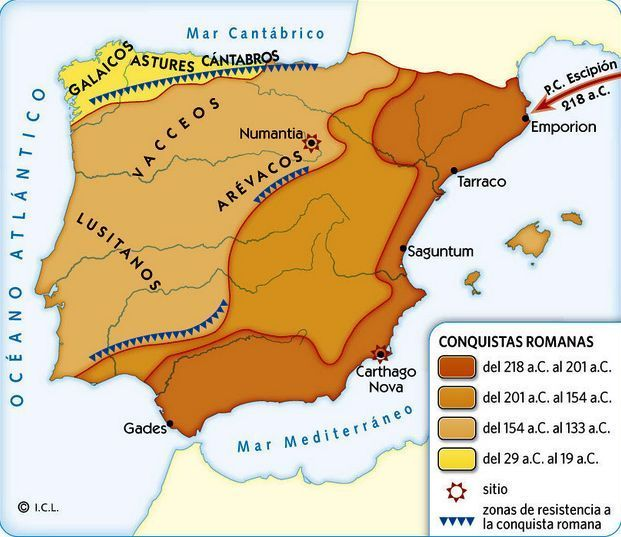 Mar Cantábrico
GALAICOS
ASTURES
CÁNTABROS
P.C. Escipión
218 a.C.
VACCEOS
Numantia
Emporion
ARÉVACOS
Tarraco
OCÉANO ATLÁNTICO
LUSITANOS
Saguntum
Carthago
Nova
Gades
Mar Mediterráneo
CONQUISTAS ROMANAS
del 218 a.C. al 201 a.C.
del 201 a.C. al 154 a.C.
del 154 a.C. al 133 a.C.
del 29 a.C. al 19 a.C.
sitio
zonas de resistencia a
la conquista romana
© I.C.L.